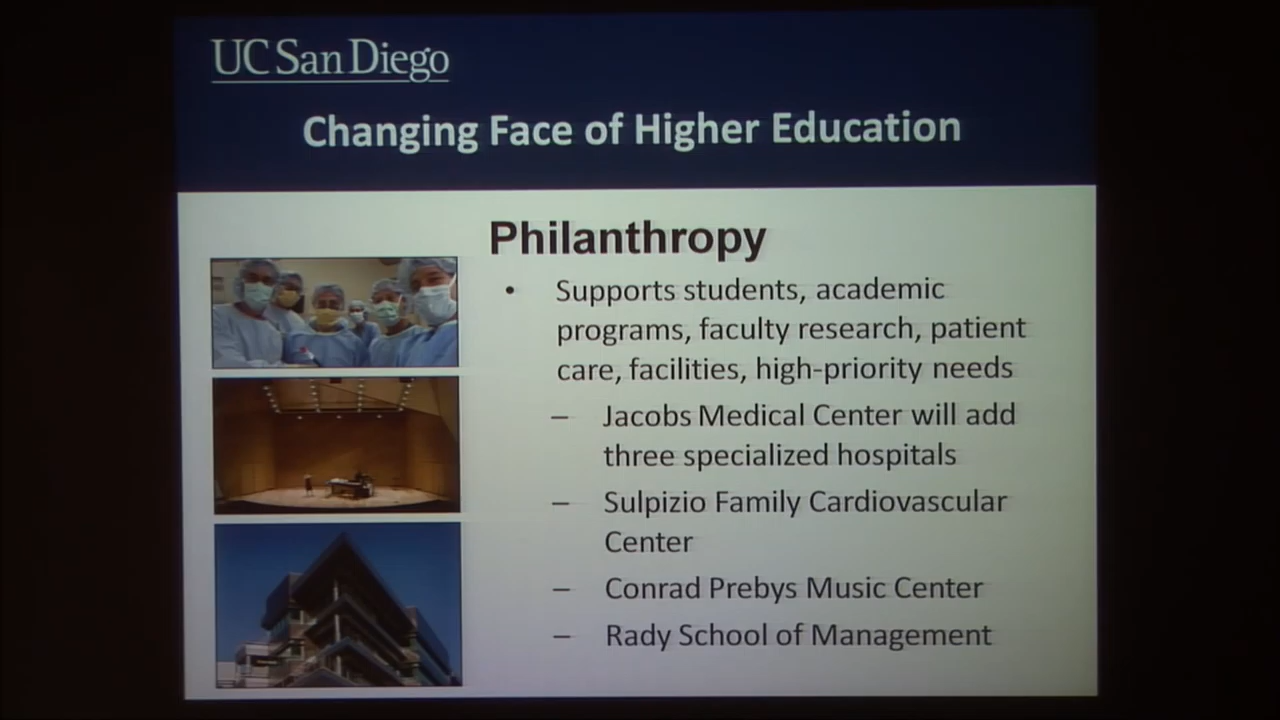 UC San Diego
Changing Face of Higher Education
Philanthropy
• Supports students, academic
programs, faculty research, patient
care, facilities, high-priority needs
– Jacobs Medical Center will add
three specialized hospitals
– Sulpizio Family Cardiovascular
Center
– Conrad Prebys Music Center
– Rady School of Management